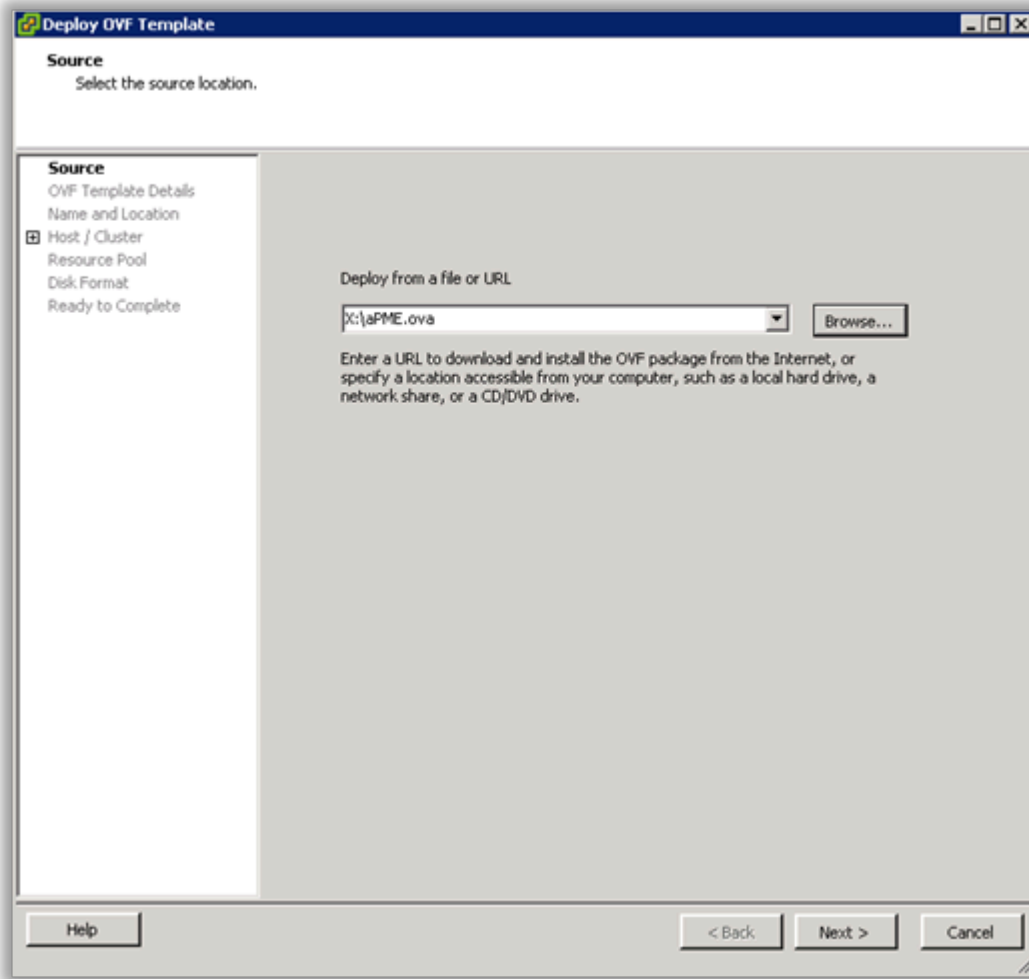 Deploy OVF Template
Source
Select the source location.
Source
OVF Template Details
Name and Location
Host / Cluster
Resource Pool
Disk Format
Ready to Complete
Deploy from a file or URL
X:\aPME.ova
Browse...
Enter a URL to download and install the OVF package from the Internet, or
specify a location accessible from your computer, such as a local hard drive, a
network share, or a CD/DVD drive.
Help
< Back
Next >
Cancel